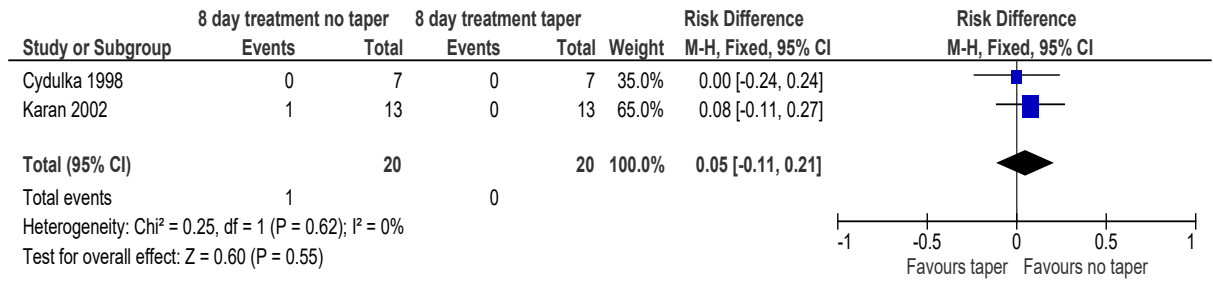 8 day treatment no taper 8 day treatment taper Risk Difference Risk Difference
Study or Subgroup Events Total Events Total Weight M-H, Fixed, 95% CI M-H, Fixed, 95% CI
Cydulka 1998 0 7 0 7 35.0% 0.00 [-0.24, 0.24]
Karan 2002 1 13 0 13 65.0% 0.08 [-0.11, 0.27]
Total (95% CI) 20 20 100.0% 0.05 [-0.11, 0.21]
Total events 1 0
Heterogeneity: Chi² = 0.25, df = 1 (P = 0.62); I² = 0%
Test for overall effect: Z = 0.60 (P = 0.55)
-1 -0.5 0 0.5 1
Favours taper Favours no taper